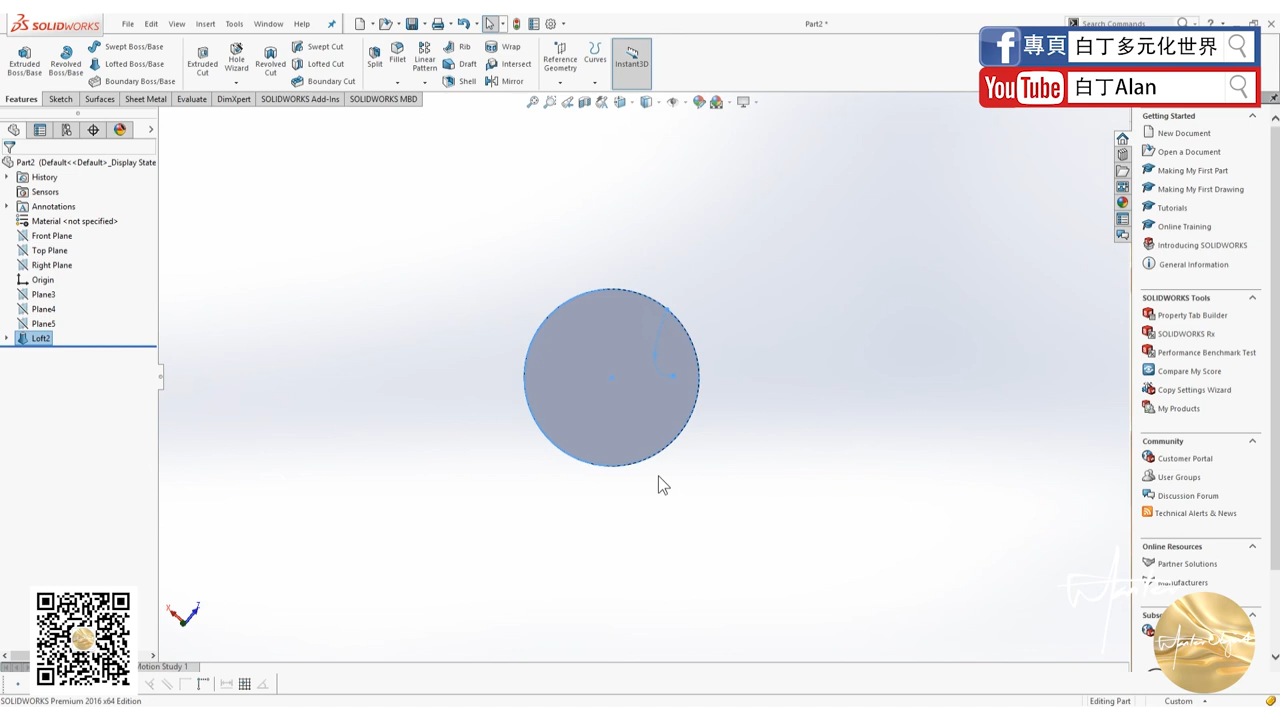 SOLIDWORKS
File Edit View Insert Tools Window Help
Part2 *
Search Commands
專頁 白丁多元化世界
YouTube 白丁Alan
Extruded Boss/Base
Revolved Boss/Base
Swept Boss/Base
Lofted Boss/Base
Boundary Boss/Base
Extruded Cut
Hole Wizard
Revolved Cut
Swept Cut
Lofted Cut
Boundary Cut
Split
Fillet
Linear Pattern
Rib
Draft
Shell
Wrap
Intersect
Mirror
Reference Geometry
Curves
Instant3D
Features Sketch Surfaces Sheet Metal Evaluate DimXpert SOLIDWORKS Add-Ins SOLIDWORKS MBD
Part2 (Default<<Default>_Display State
History
Sensors
Annotations
Material <not specified>
Front Plane
Top Plane
Right Plane
Origin
Plane3
Plane4
Plane5
Loft2
Getting Started
New Document
Open a Document
Making My First Part
Making My First Drawing
Tutorials
Online Training
Introducing SOLIDWORKS
General Information
SOLIDWORKS Tools
Property Tab Builder
SOLIDWORKS Rx
Performance Benchmark Test
Compare My Score
Copy Settings Wizard
My Products
Community
Customer Portal
User Groups
Discussion Forum
Technical Alerts & News
Online Resources
Partner Solutions
Manufacturers
Motion Study 1
SOLIDWORKS Premium 2016 x64 Edition
Editing Part
Custom